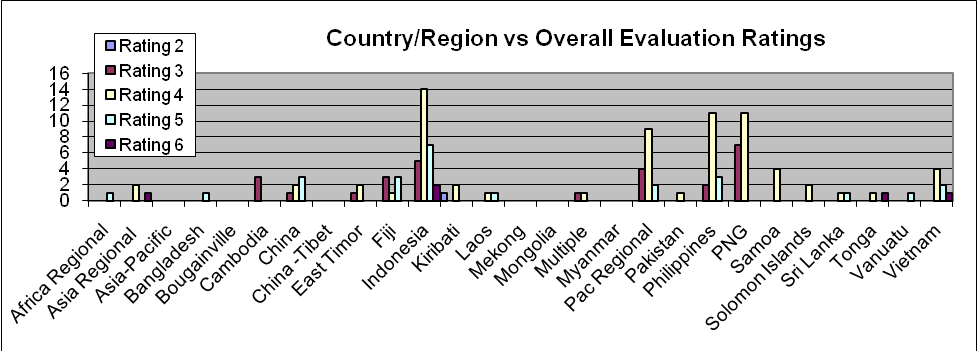 Country/Region vs Overall Evaluation Ratings
Rating 2
Rating 3
Rating 4
Rating 5
Rating 6
16
14
12
10
8
6
4
2
0
Africa Regional
Asia Regional
Asia-Pacific
Bangladesh
Bougainville
Cambodia
China
China -Tibet
East Timor
Fiji
Indonesia
Kiribati
Laos
Mekong
Mongolia
Multiple
Myanmar
Pac Regional
Pakistan
Philippines
PNG
Samoa
Solomon Islands
Sri Lanka
Tonga
Vanuatu
Vietnam